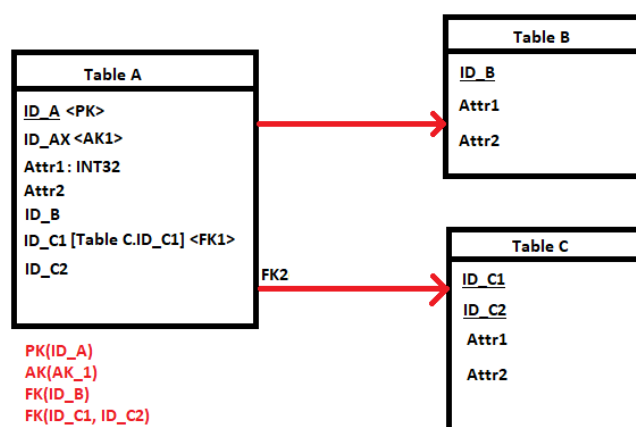 Table A
ID_A <PK>
ID_AX <AK1>
Attr1 : INT32
Attr2
ID_B
ID_C1 [Table C.ID_C1] <FK1>
ID_C2
PK(ID_A)
AK(AK_1)
FK(ID_B)
FK(ID_C1, ID_C2)
FK2
Table B
ID_B
Attr1
Attr2
Table C
ID_C1
ID_C2
Attr1
Attr2